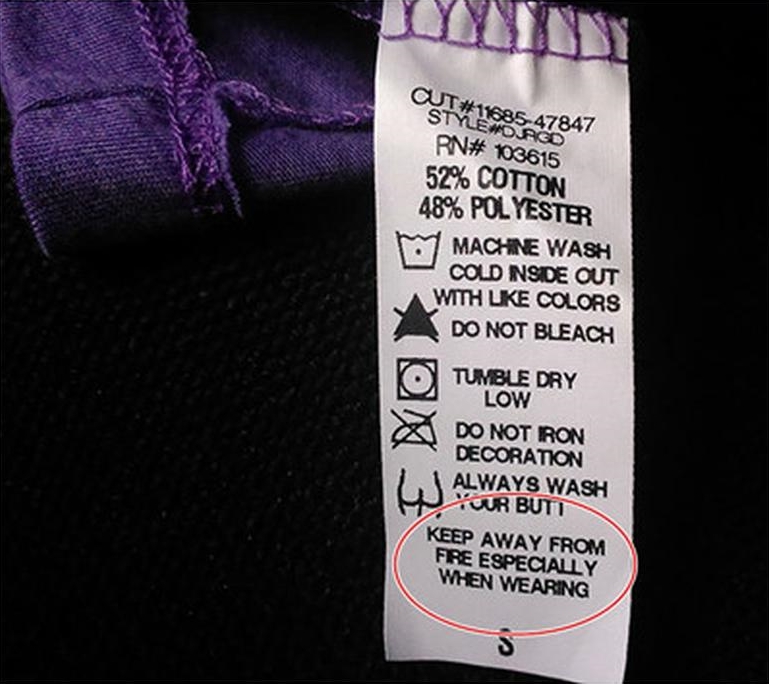 CUT#11685-47847
STYLE#DJRGD
RN# 103615
52% COTTON
48% POLYESTER
MACHINE WASH
COLD INSIDE OUT
WITH LIKE COLORS
DO NOT BLEACH
TUMBLE DRY
LOW
DO NOT IRON
DECORATION
ALWAYS WASH
YOUR BUTT
KEEP AWAY FROM
FIRE ESPECIALLY
WHEN WEARING
S